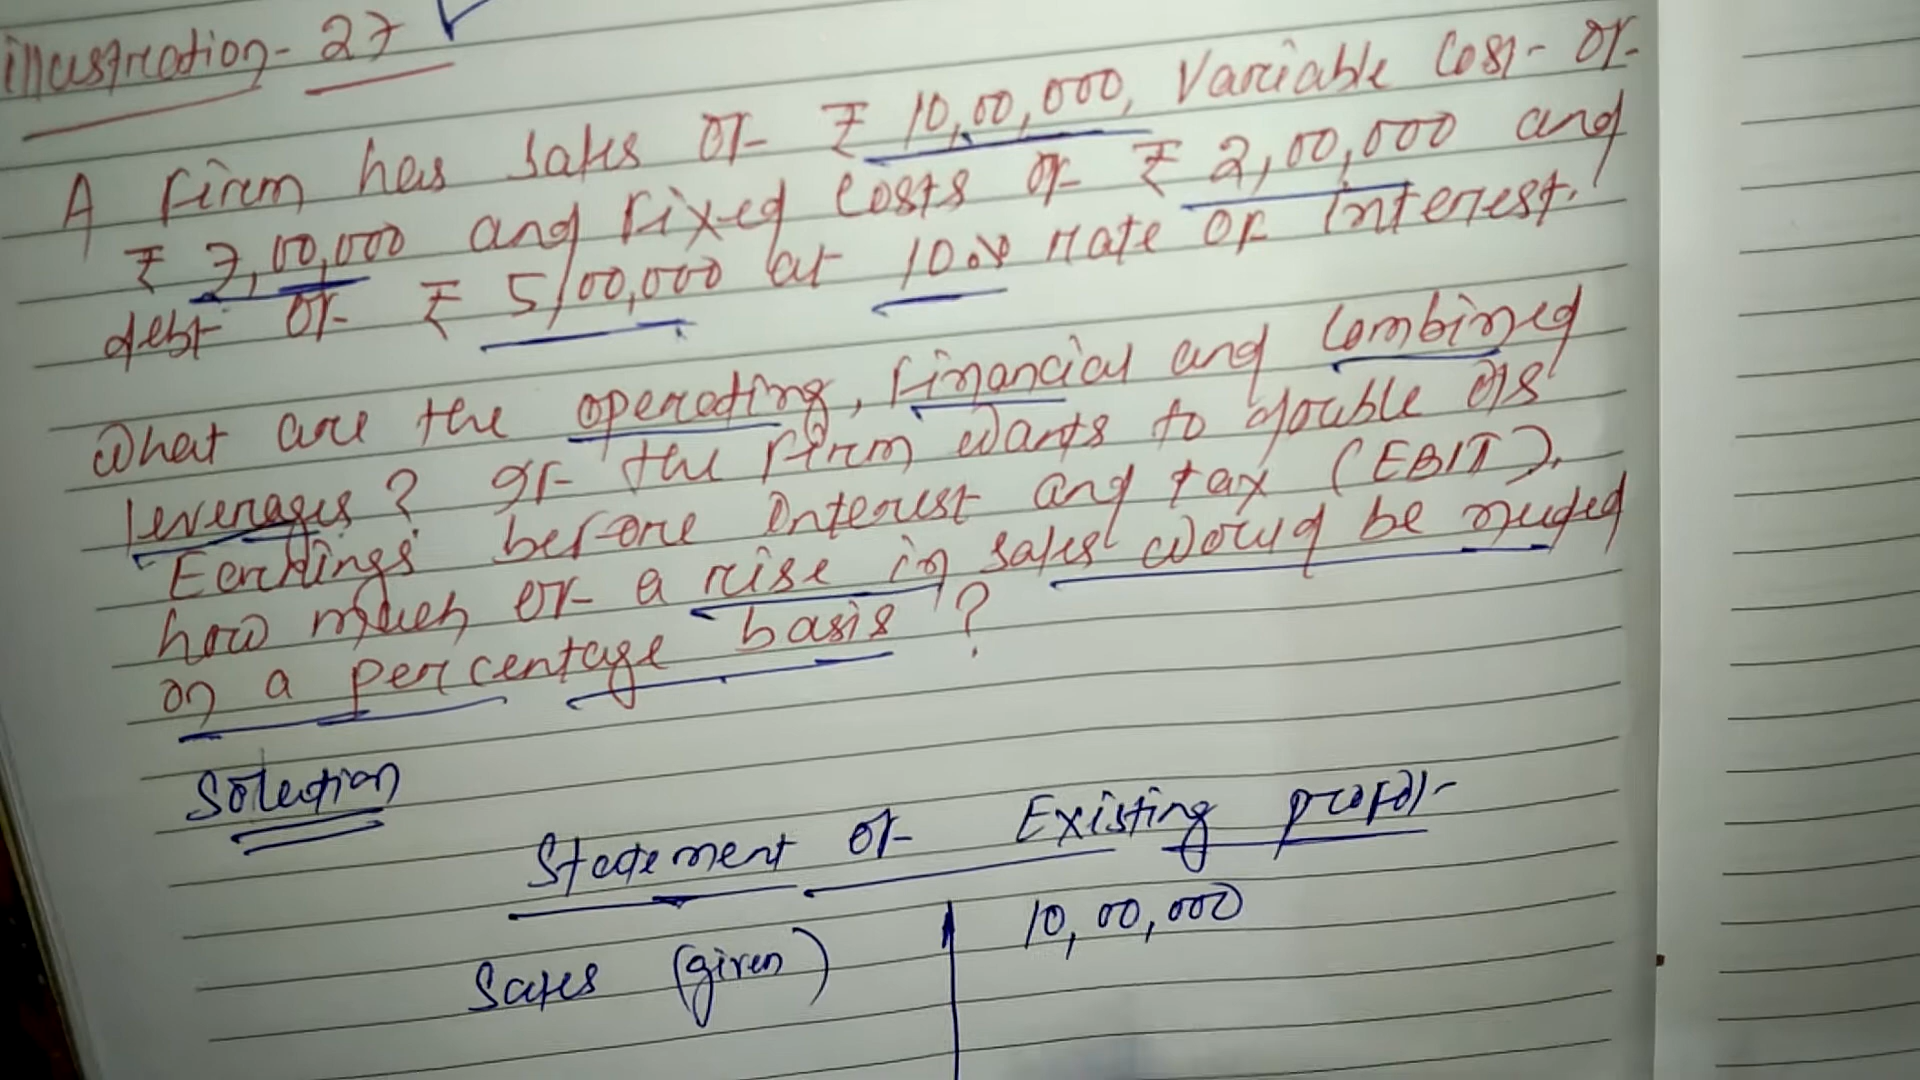 illustration- 27
A firm has sales of ₹ 10,00,000, Variable Cost of
₹ 7,00,000 and fixed costs of ₹ 2,00,000 and
debt of ₹ 5,00,000 at 10% rate of interest.
What are the operating, financial and combined
leverages? If the firm wants to double its
Earnings before interest and tax (EBIT),
how much of a rise in sales would be needed
on a percentage basis?
Solution
Statement of Existing profit
Sales (given) 10,00,000